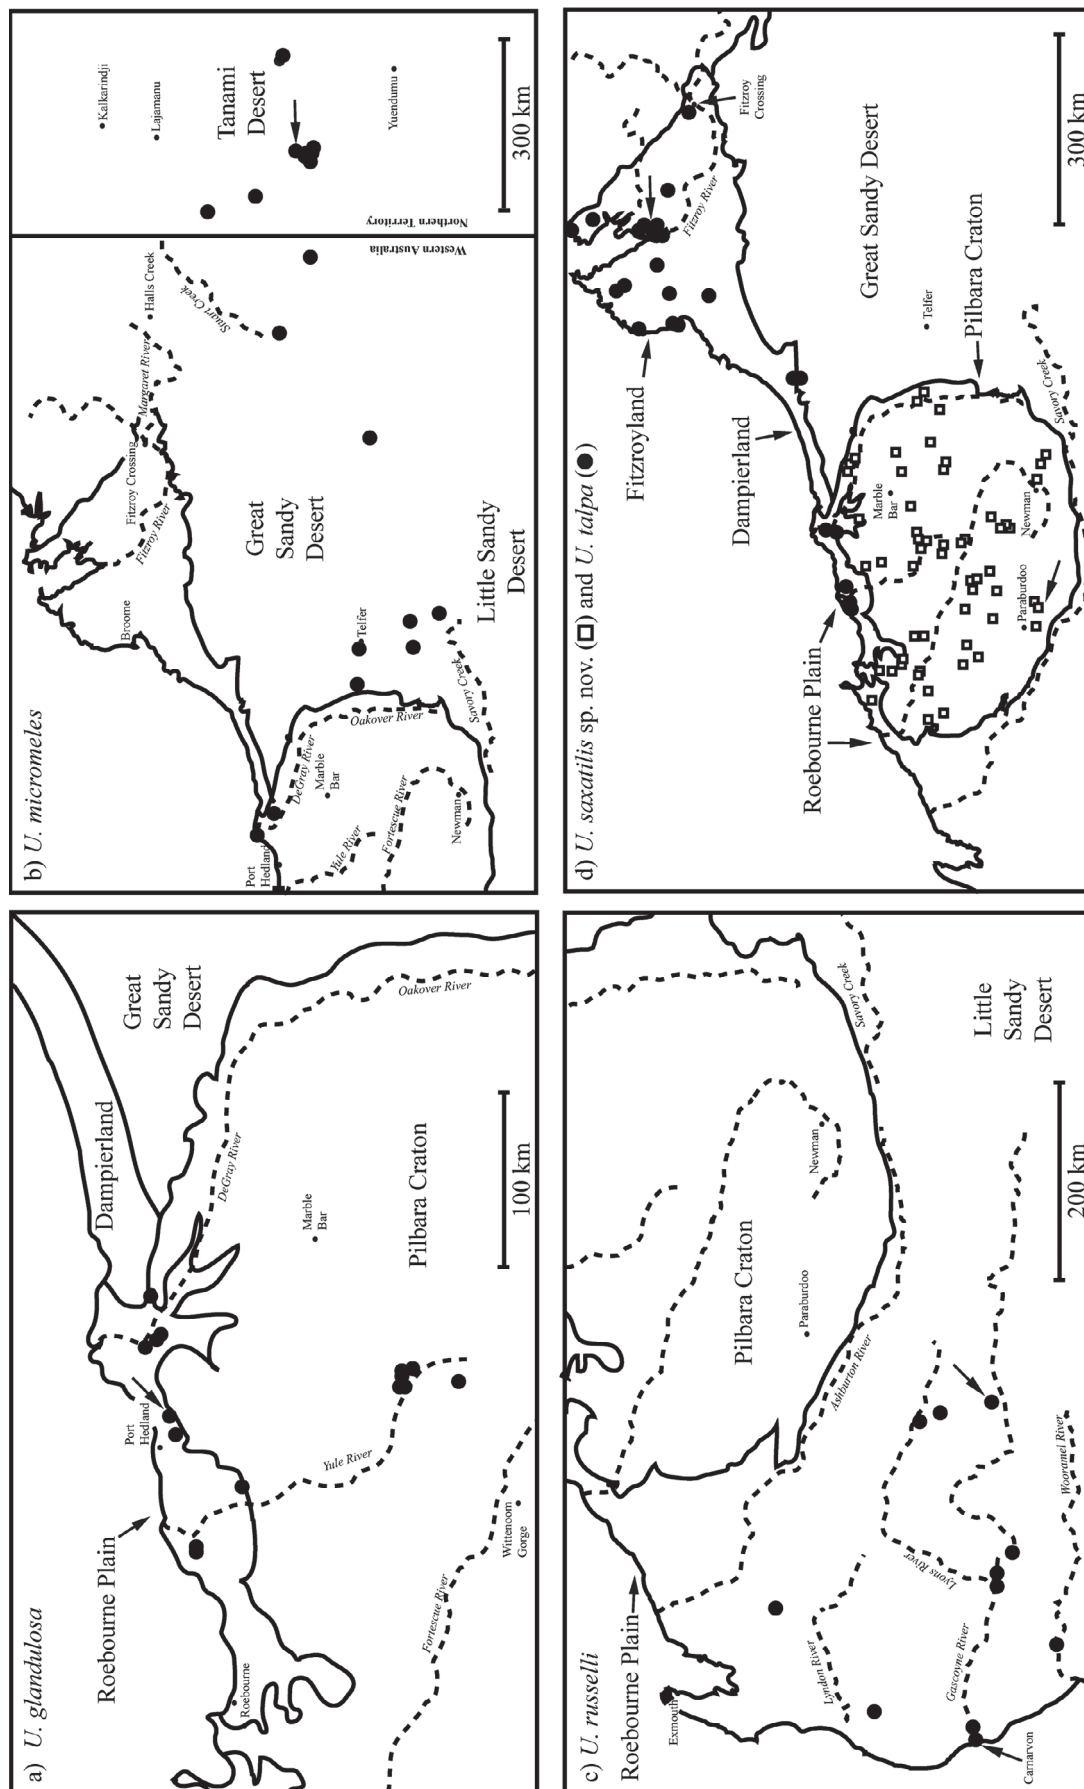 a) U. glandulosa
Dampierland
Great
Sandy
Desert
Roebourne Plain
Port
Hedland
DeGray River
Oakover River
Roebourne
Yule River
Marble
Bar
Pilbara Craton
Fortescue River
Wittenoom
Gorge
100 km
b) U. micromeles
Kalkarindji
Lajamanu
Tanami
Desert
Yuendumu
300 km
Northern Territory
Western Australia
Halls Creek
Stuart Creek
Margaret River
Fitzroy Crossing
Fitzroy River
Broome
Great
Sandy
Desert
Little Sandy
Desert
Telfer
Port
Hedland
DeGray River
Oakover River
Marble
Bar
Yule River
Fortescue River
Newman
Savory Creek
c) U. russelli
Roebourne Plain
Exmouth
Pilbara Craton
Paraburdoo
Newman
Savory Creek
Ashburton River
Lyndon River
Lyons River
Gascoyne River
Wooramel River
Carnarvon
Little
Sandy
Desert
200 km
d) U. saxatilis sp. nov. (□) and U. talpa (●)
Fitzroyland
Dampierland
Roebourne Plain
Fitzroy
Crossing
Fitzroy River
Great Sandy Desert
Telfer
Pilbara Craton
Marble
Bar
Newman
Paraburdoo
Savory Creek
300 km